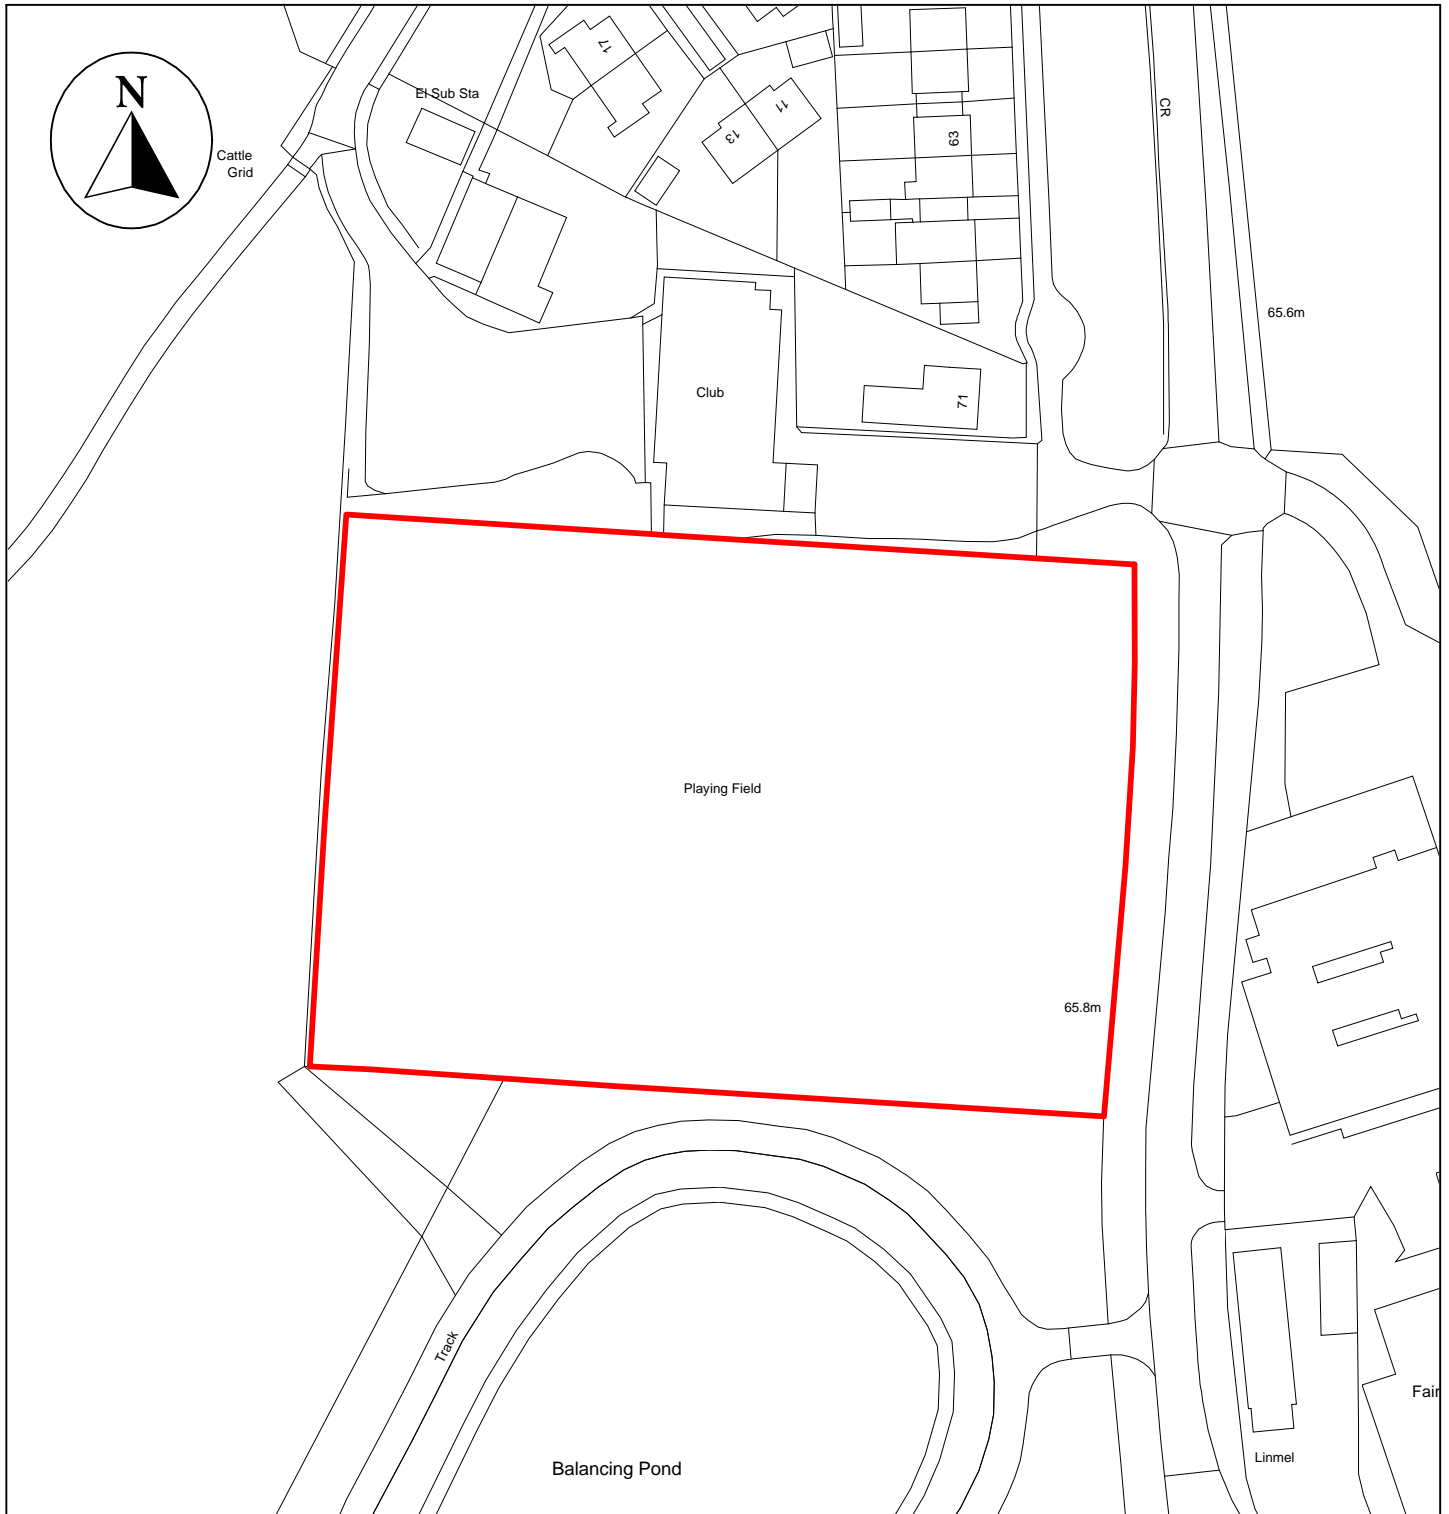 N
17
El Sub Sta
11
13
CR
63
Cattle
Grid
65.6m
Club
71
Playing Field
65.8m
Track
Fair
Balancing Pond
Linmel